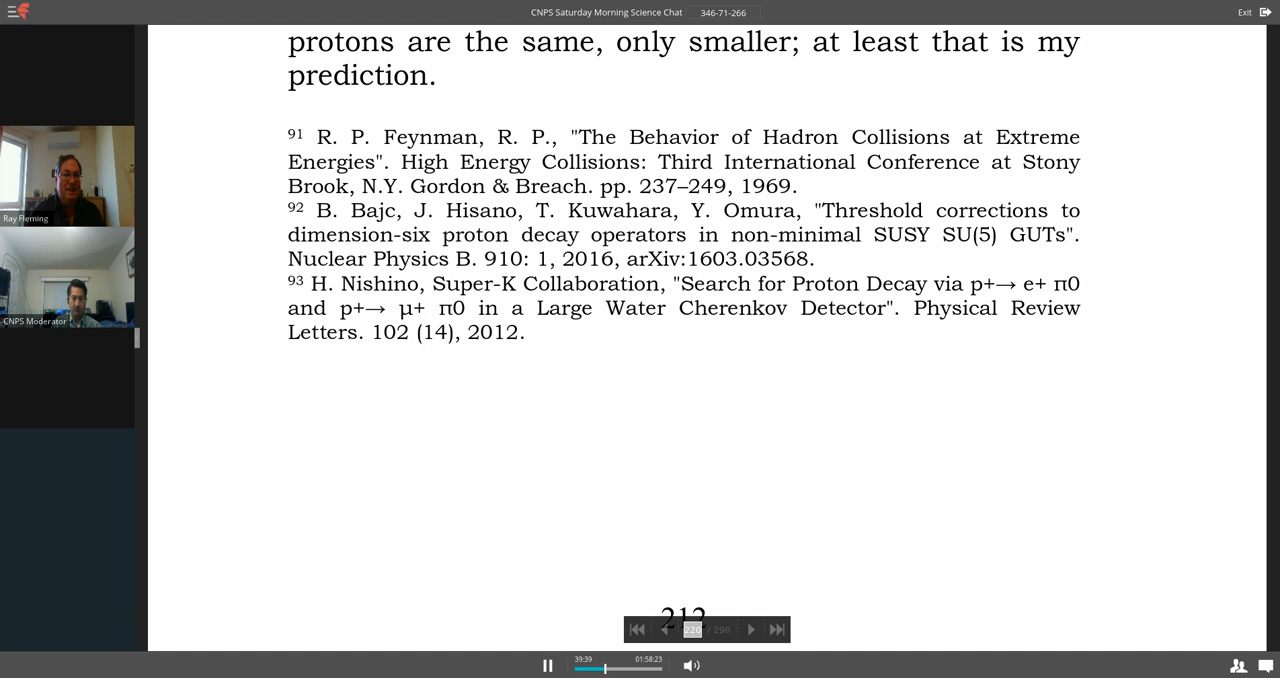 CNPS Saturday Morning Science Chat 346-71-266
Exit
protons are the same, only smaller; at least that is my
prediction.
91 R. P. Feynman, R. P., "The Behavior of Hadron Collisions at Extreme
Energies". High Energy Collisions: Third International Conference at Stony
Brook, N.Y. Gordon & Breach. pp. 237–249, 1969.
92 B. Bajc, J. Hisano, T. Kuwahara, Y. Omura, "Threshold corrections to
dimension-six proton decay operators in non-minimal SUSY SU(5) GUTs".
Nuclear Physics B. 910: 1, 2016, arXiv:1603.03568.
93 H. Nishino, Super-K Collaboration, "Search for Proton Decay via p+→ e+ π0
and p+→ μ+ π0 in a Large Water Cherenkov Detector". Physical Review
Letters. 102 (14), 2012.
Ray Fleming
CNPS Moderator
212
220 / 290
39:39 01:58:23